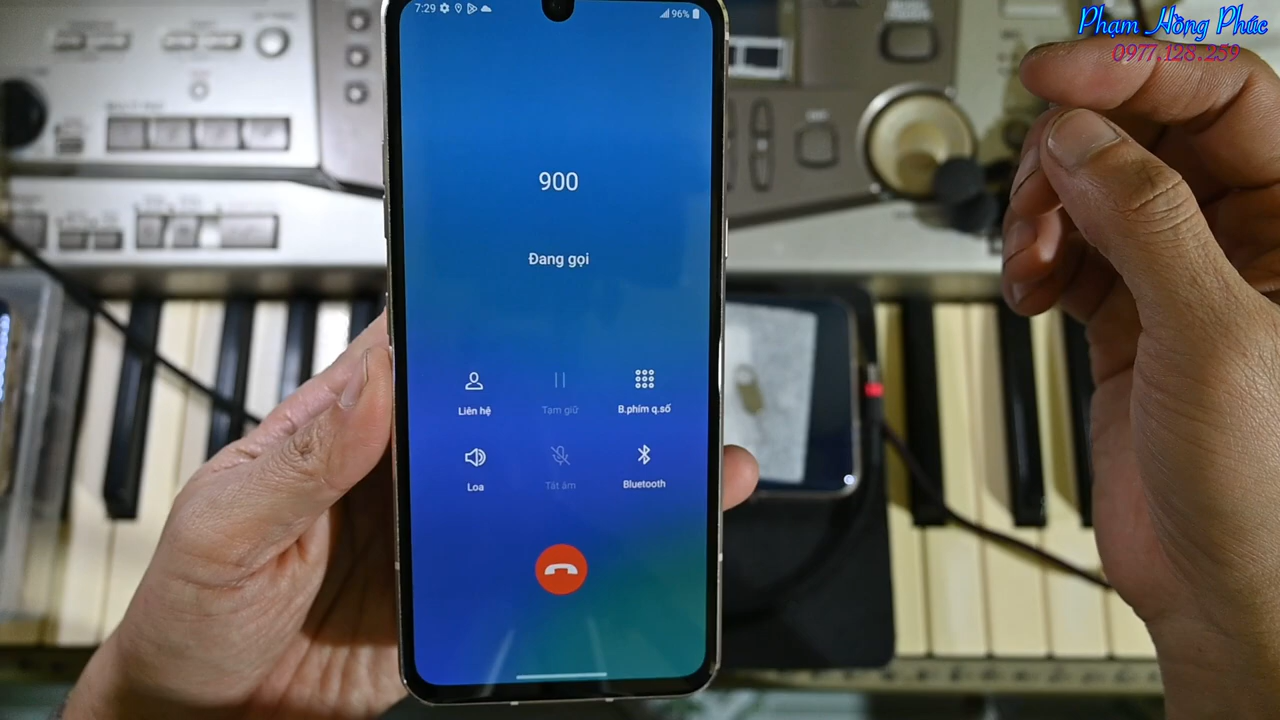 7:29
96%
Phạm Hồng Phúc
0977.128.259
900
Đang gọi
Liên hệ
Tạm giữ
B.phím q.số
Loa
Tắt âm
Bluetooth